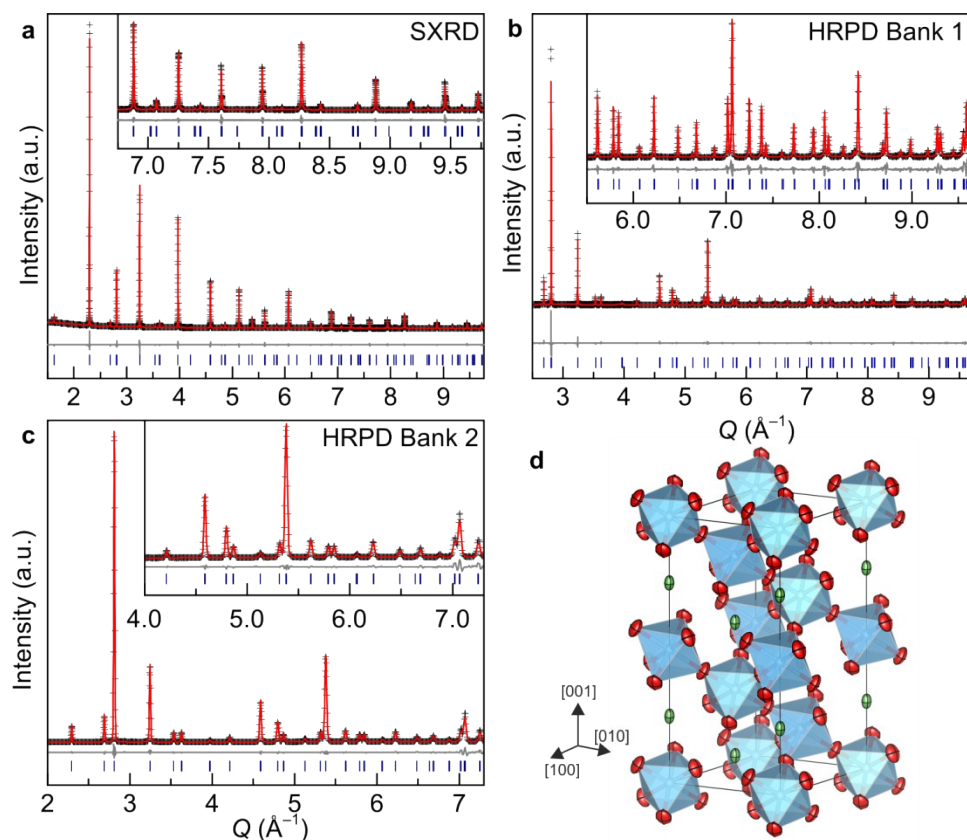 a
SXRD
Intensity (a.u.)
7.0 7.5 8.0 8.5 9.0 9.5
2 3 4 5 6 7 8 9
b
HRPD Bank 1
Intensity (a.u.)
6.0 7.0 8.0 9.0
3 4 5 6 7 8 9
Q (Å⁻¹)
c
HRPD Bank 2
Intensity (a.u.)
4.0 5.0 6.0 7.0
2 3 4 5 6 7
Q (Å⁻¹)
d
[001]
[010]
[100]